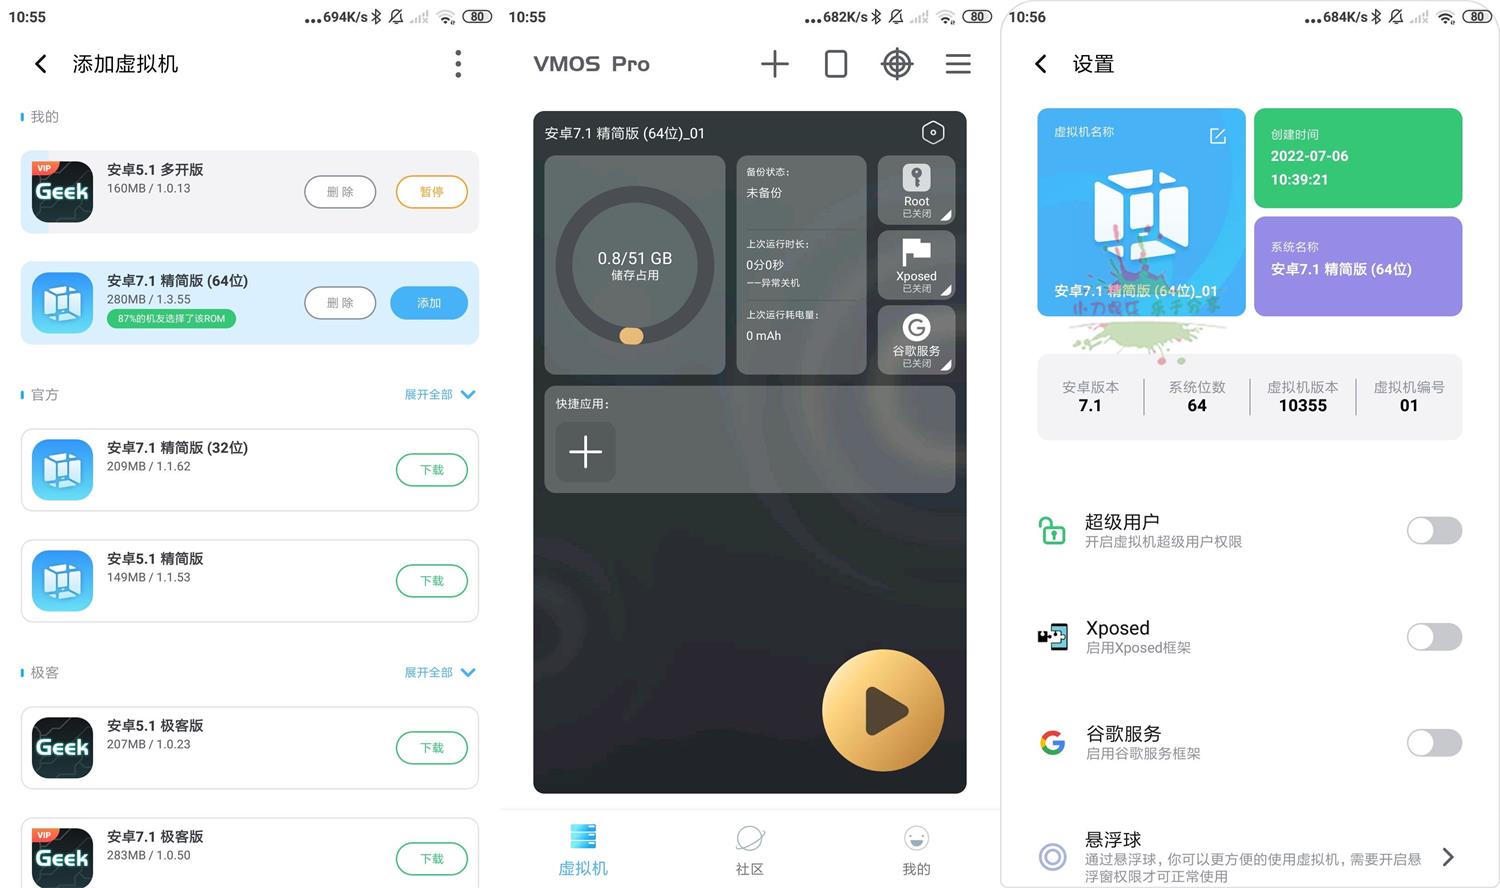 10:55
694K/s
80
添加虚拟机
我的
VIP
Geek
安卓5.1 多开版
160MB / 1.0.13
删 除
暂停
安卓7.1 精简版 (64位)
280MB / 1.3.55
87%的机友选择了该ROM
删 除
添加
官方
展开全部
安卓7.1 精简版 (32位)
209MB / 1.1.62
下载
安卓5.1 精简版
149MB / 1.1.53
下载
极客
展开全部
Geek
安卓5.1 极客版
207MB / 1.0.23
下载
VIP
Geek
安卓7.1 极客版
283MB / 1.0.50
下载
10:55
682K/s
80
VMOS Pro
安卓7.1 精简版 (64位)_01
0.8/51 GB
储存占用
备份状态:
未备份
上次运行时长:
0分0秒
——异常关机
上次运行耗电量:
0 mAh
Root
已关闭
Xposed
已关闭
G
谷歌服务
已关闭
快捷应用:
虚拟机
社区
我的
10:56
684K/s
80
设置
虚拟机名称
安卓7.1 精简版 (64位)_01
小刀娱乐 乐于分享
创建时间
2022-07-06
10:39:21
系统名称
安卓7.1 精简版 (64位)
安卓版本
7.1
系统位数
64
虚拟机版本
10355
虚拟机编号
01
超级用户
开启虚拟机超级用户权限
Xposed
启用Xposed框架
谷歌服务
启用谷歌服务框架
悬浮球
通过悬浮球，你可以更方便的使用虚拟机，需要开启悬
浮窗权限才可正常使用